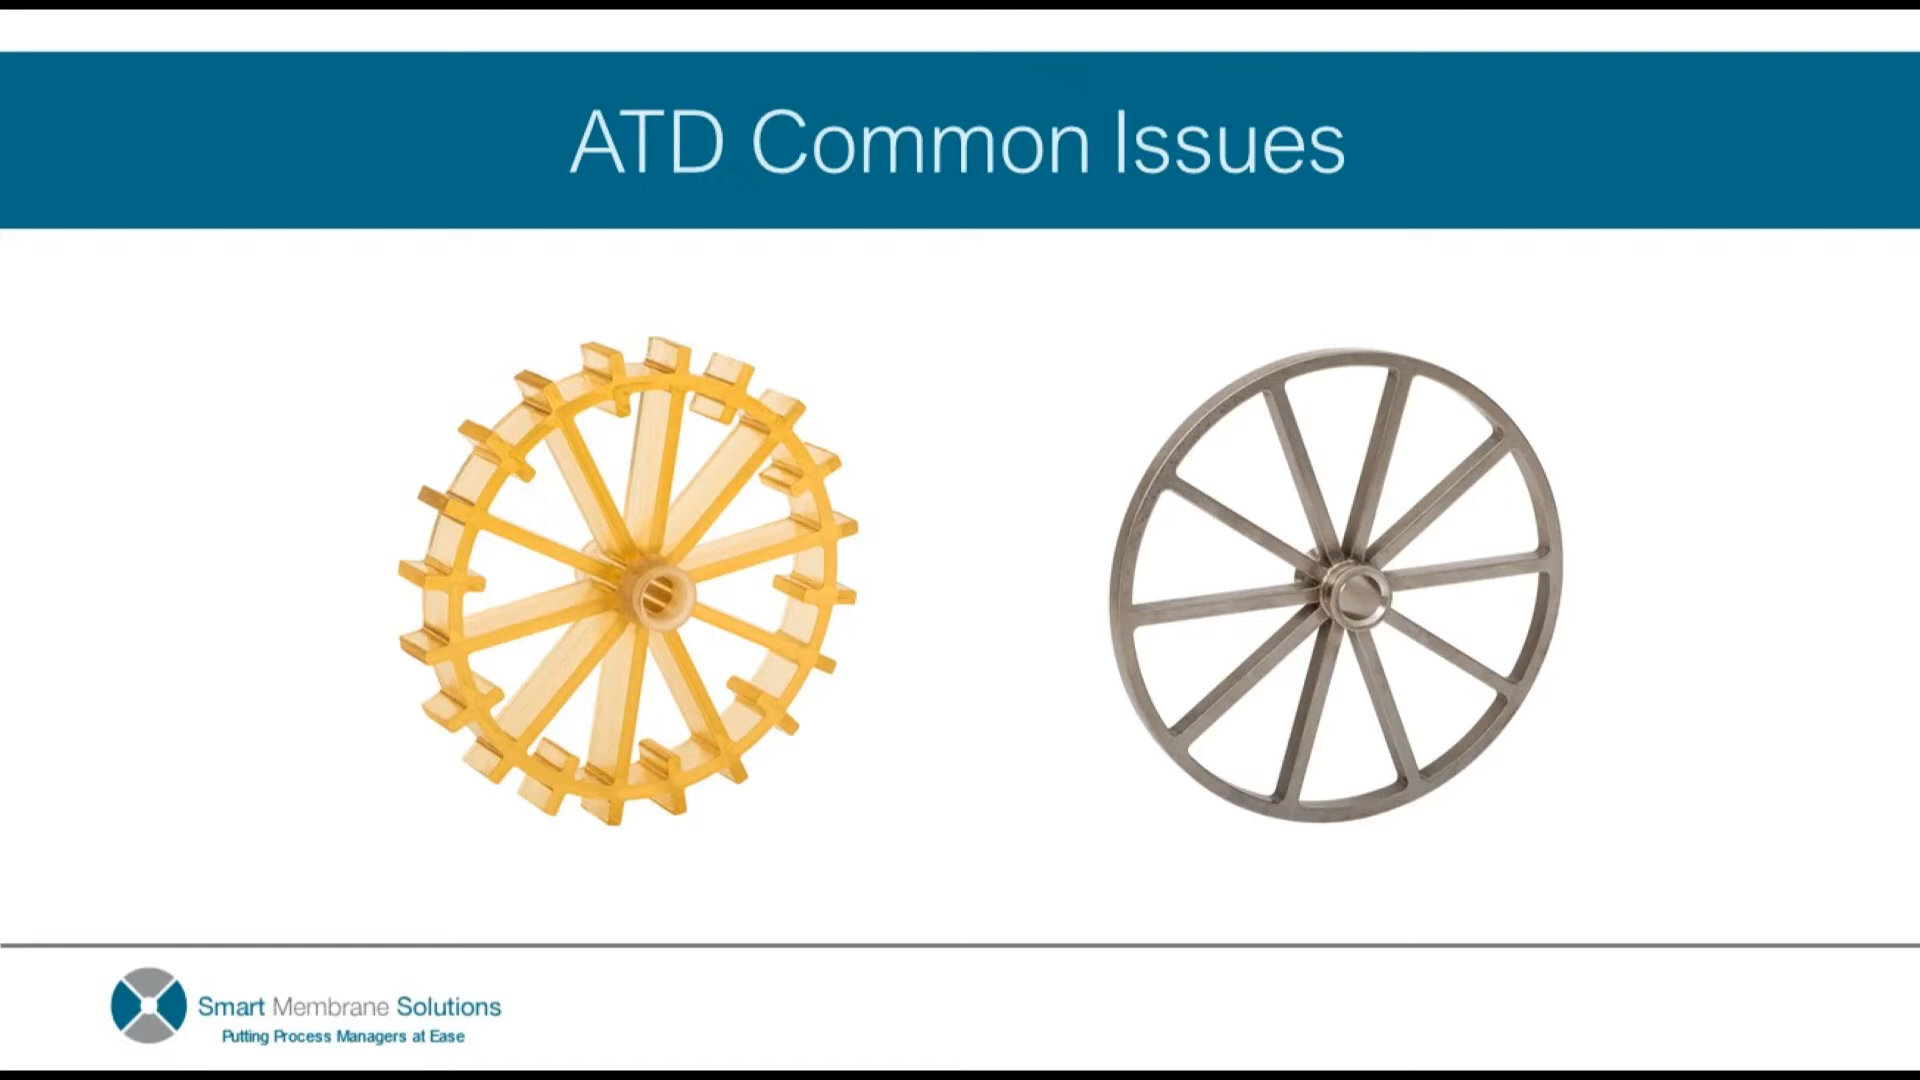 ATD Common Issues
Smart Membrane Solutions
Putting Process Managers at Ease